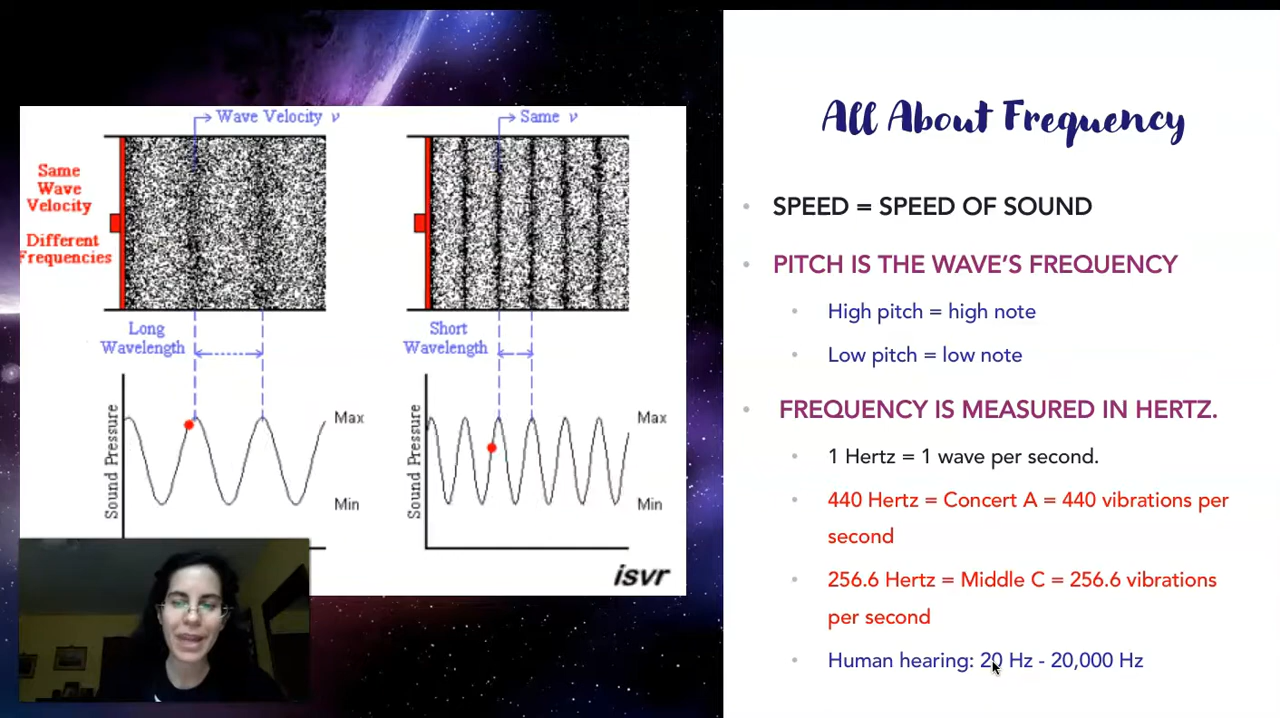 Wave Velocity ν
Same ν
Same
Wave
Velocity
Different
Frequencies
Long
Wavelength
Short
Wavelength
Sound Pressure
Max
Min
Sound Pressure
Max
Min
isvr
All About Frequency
• SPEED = SPEED OF SOUND
• PITCH IS THE WAVE’S FREQUENCY
• High pitch = high note
• Low pitch = low note
• FREQUENCY IS MEASURED IN HERTZ.
• 1 Hertz = 1 wave per second.
• 440 Hertz = Concert A = 440 vibrations per
second
• 256.6 Hertz = Middle C = 256.6 vibrations
per second
• Human hearing: 20 Hz - 20,000 Hz